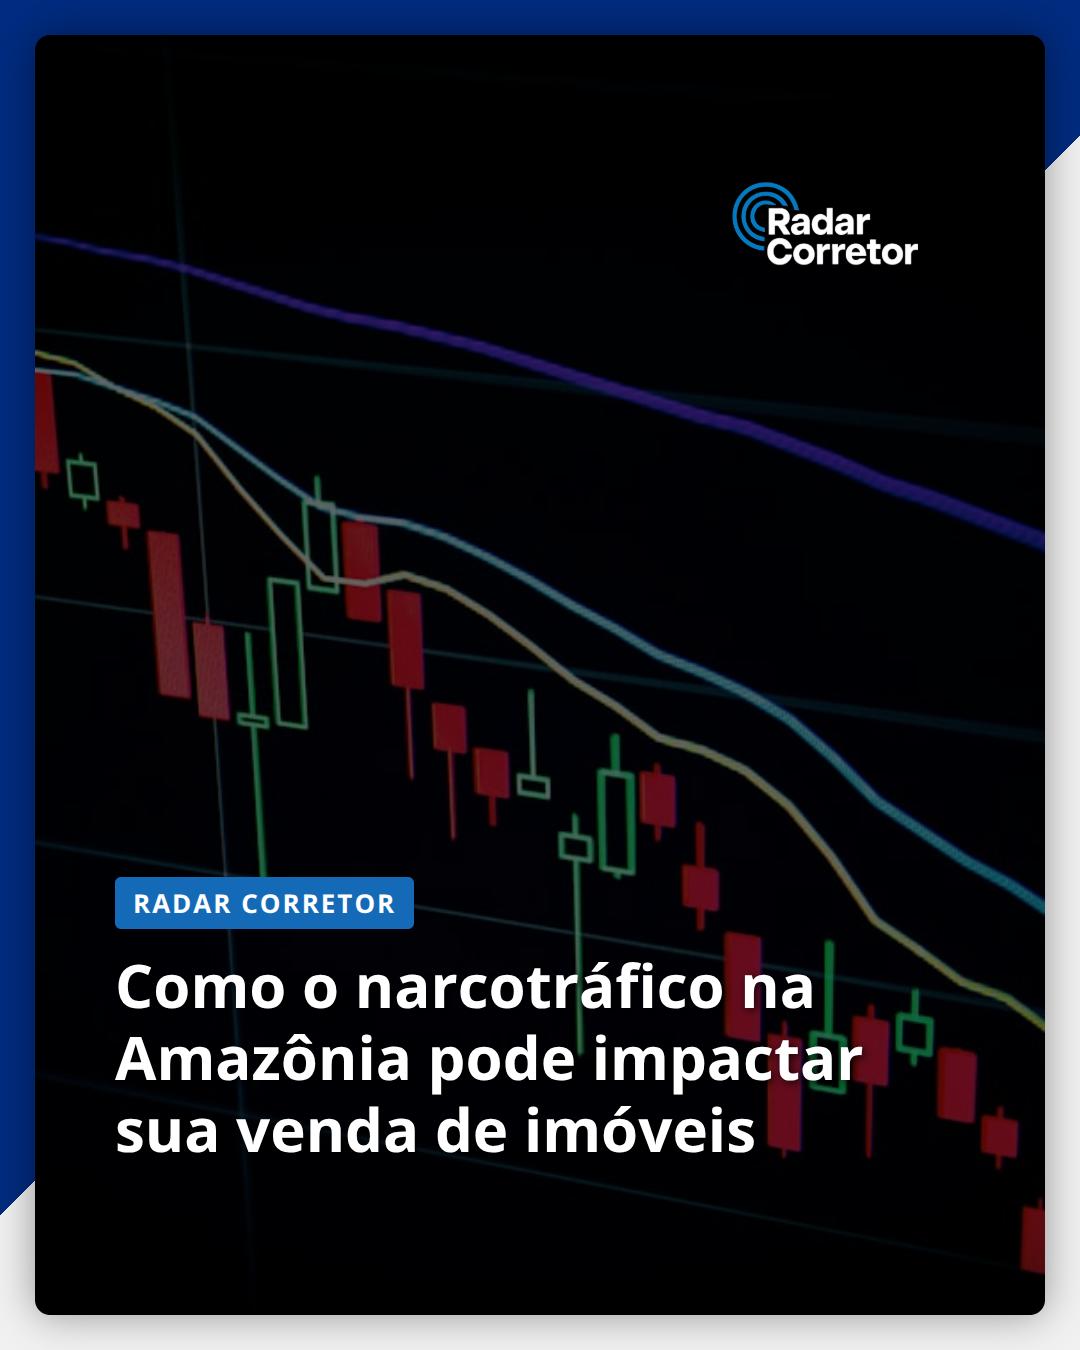 Radar
Corretor
RADAR CORRETOR
Como o narcotráfico na
Amazônia pode impactar
sua venda de imóveis